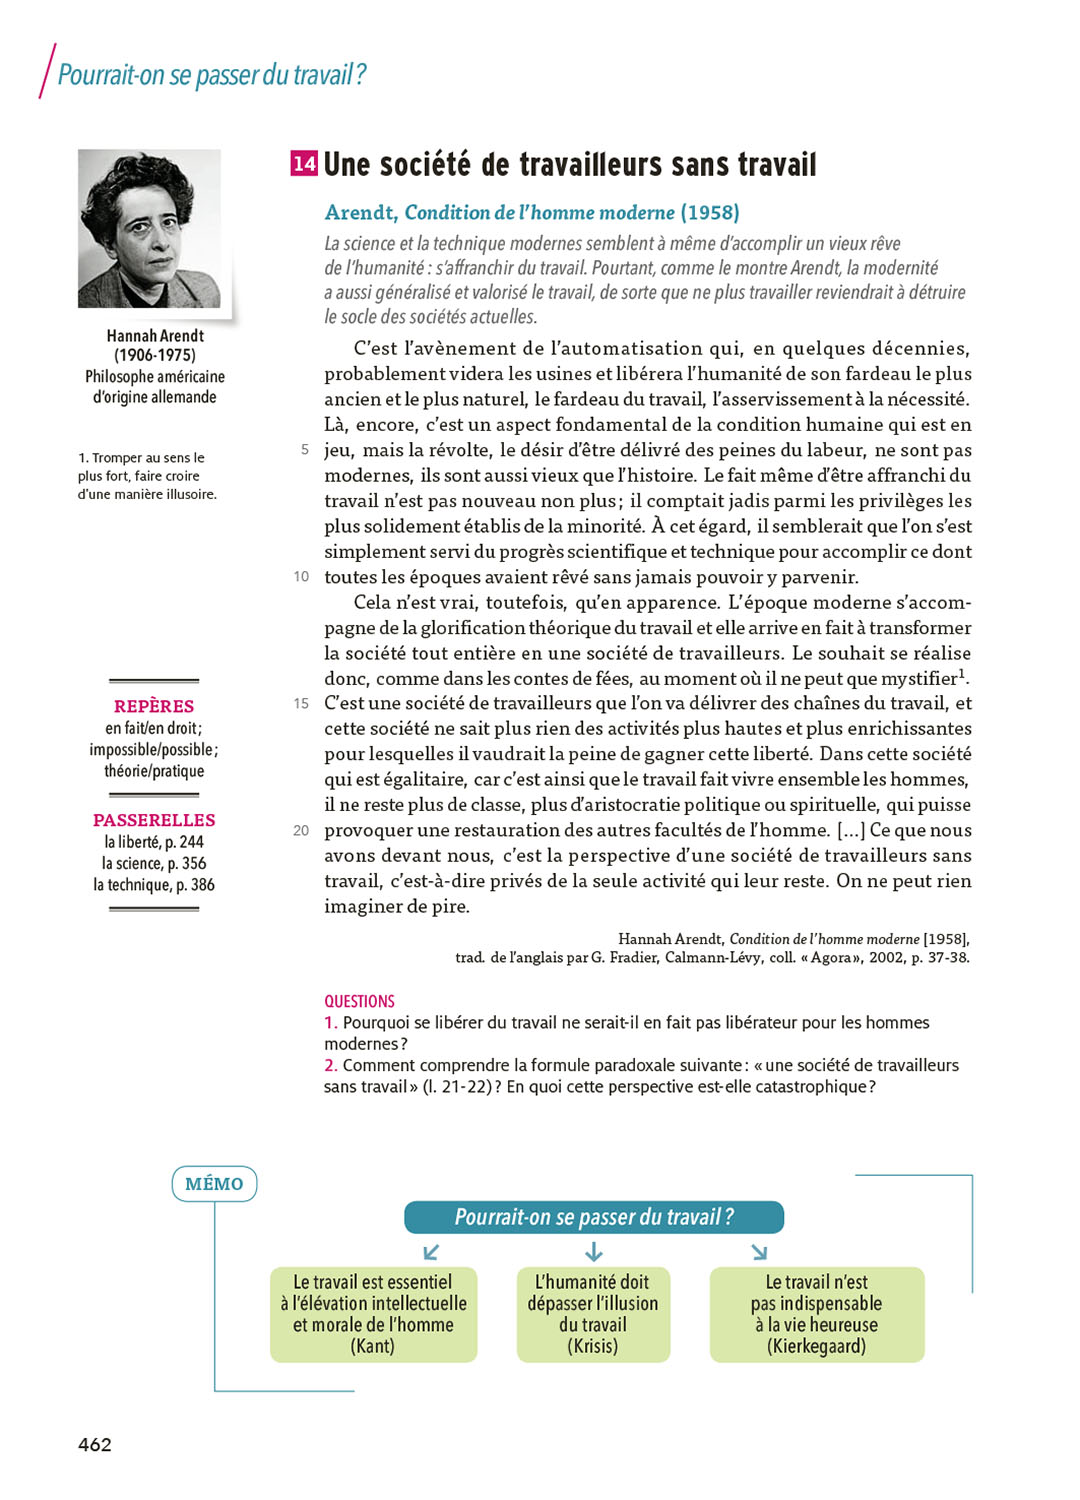 Pourrait-on se passer du travail ?
14 Une société de travailleurs sans travail
Arendt, Condition de l'homme moderne (1958)
La science et la technique modernes semblent à même d'accomplir un vieux rêve
de l'humanité : s'affranchir du travail. Pourtant, comme le montre Arendt, la modernité
a aussi généralisé et valorisé le travail, de sorte que ne plus travailler reviendrait à détruire
le socle des sociétés actuelles.
Hannah Arendt
(1906-1975)
Philosophe américaine
d'origine allemande
1. Tromper au sens le
plus fort, faire croire
d'une manière illusoire.
REPÈRES
en fait/en droit ;
impossible/possible ;
théorie/pratique
PASSERELLES
la liberté, p. 244
la science, p. 356
la technique, p. 386
C'est l'avènement de l'automatisation qui, en quelques décennies,
probablement videra les usines et libérera l'humanité de son fardeau le plus
ancien et le plus naturel, le fardeau du travail, l'asservissement à la nécessité.
Là, encore, c'est un aspect fondamental de la condition humaine qui est en
5 jeu, mais la révolte, le désir d'être délivré des peines du labeur, ne sont pas
modernes, ils sont aussi vieux que l'histoire. Le fait même d'être affranchi du
travail n'est pas nouveau non plus ; il comptait jadis parmi les privilèges les
plus solidement établis de la minorité. À cet égard, il semblerait que l'on s'est
simplement servi du progrès scientifique et technique pour accomplir ce dont
10 toutes les époques avaient rêvé sans jamais pouvoir y parvenir.
Cela n'est vrai, toutefois, qu'en apparence. L'époque moderne s'accom-
pagne de la glorification théorique du travail et elle arrive en fait à transformer
la société tout entière en une société de travailleurs. Le souhait se réalise
donc, comme dans les contes de fées, au moment où il ne peut que mystifier1.
15 C'est une société de travailleurs que l'on va délivrer des chaînes du travail, et
cette société ne sait plus rien des activités plus hautes et plus enrichissantes
pour lesquelles il vaudrait la peine de gagner cette liberté. Dans cette société
qui est égalitaire, car c'est ainsi que le travail fait vivre ensemble les hommes,
il ne reste plus de classe, plus d'aristocratie politique ou spirituelle, qui puisse
20 provoquer une restauration des autres facultés de l'homme. [...] Ce que nous
avons devant nous, c'est la perspective d'une société de travailleurs sans
travail, c'est-à-dire privés de la seule activité qui leur reste. On ne peut rien
imaginer de pire.
Hannah Arendt, Condition de l'homme moderne [1958],
trad. de l'anglais par G. Fradier, Calmann-Lévy, coll. « Agora », 2002, p. 37-38.
QUESTIONS
1. Pourquoi se libérer du travail ne serait-il en fait pas libérateur pour les hommes
modernes ?
2. Comment comprendre la formule paradoxale suivante : « une société de travailleurs
sans travail » (l. 21-22) ? En quoi cette perspective est-elle catastrophique ?
MÉMO
Pourrait-on se passer du travail ?
Le travail est essentiel
à l'élévation intellectuelle
et morale de l'homme
(Kant)
L'humanité doit
dépasser l'illusion
du travail
(Krisis)
Le travail n'est
pas indispensable
à la vie heureuse
(Kierkegaard)
462